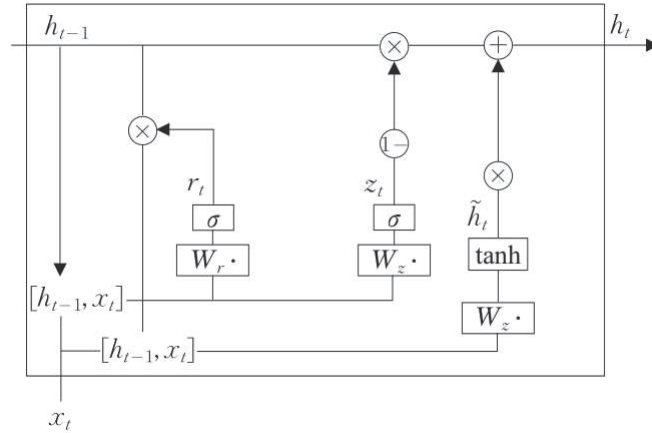 h_{t-1}
h_t
×
+
×
1−
r_t
z_t
×
σ
σ
h̃_t
W_r ·
W_z ·
tanh
[h_{t-1}, x_t]
W_z ·
[h_{t-1}, x_t]
x_t